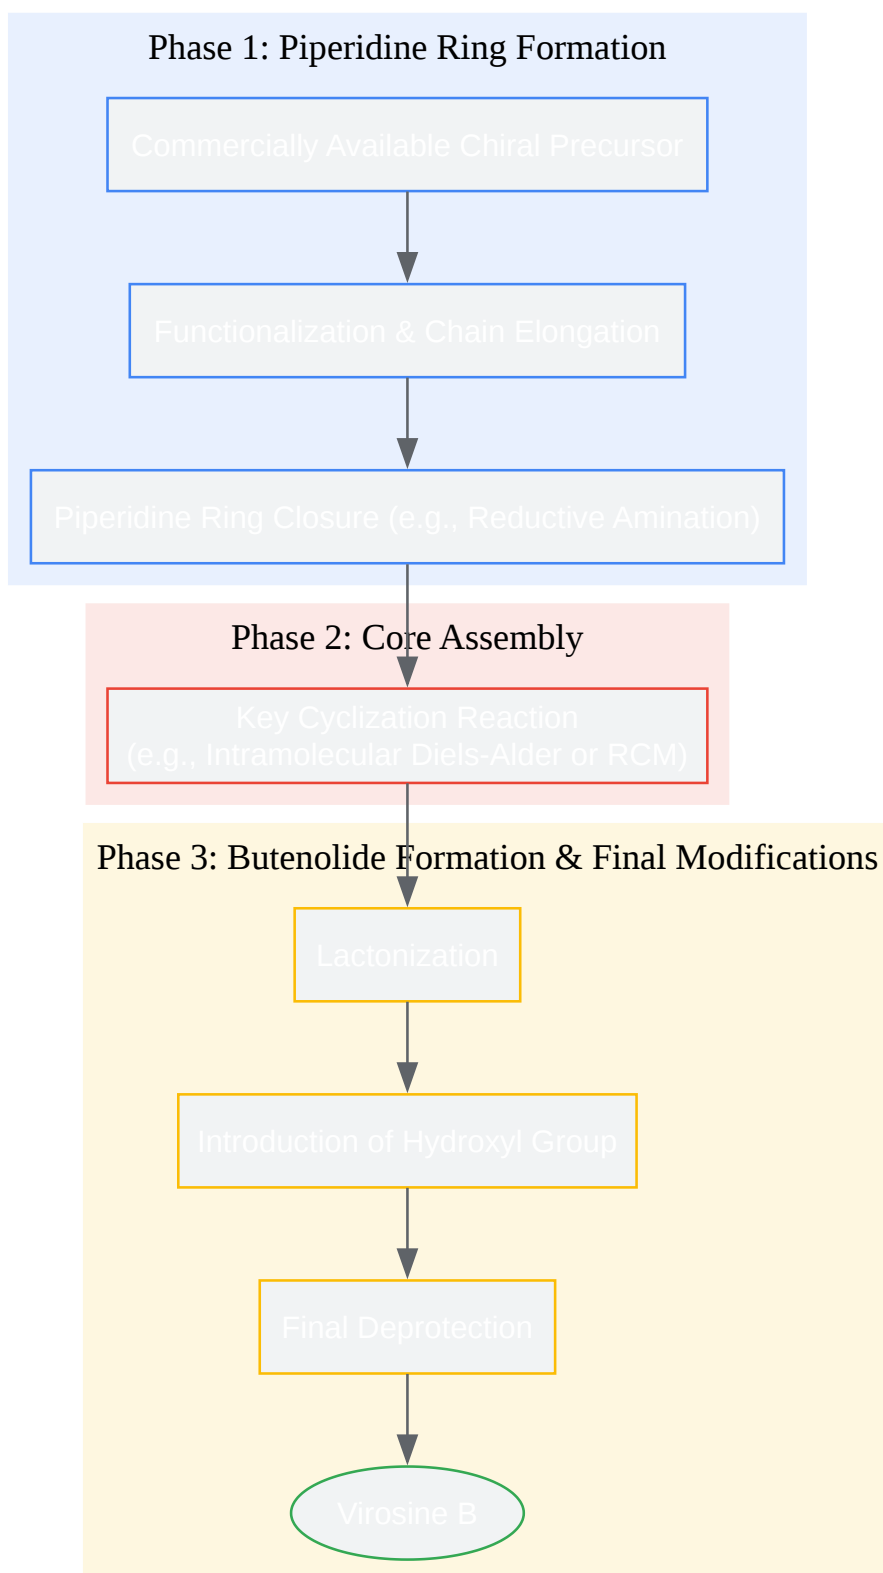 Phase 1: Piperidine Ring Formation
Commercially Available Chiral Precursor
Functionalization & Chain Elongation
Piperidine Ring Closure (e.g., Reductive Amination)
Phase 2: Core Assembly
Key Cyclization Reaction
(e.g., Intramolecular Diels-Alder or RCM)
Phase 3: Butenolide Formation & Final Modifications
Lactonization
Introduction of Hydroxyl Group
Final Deprotection
Virosine B